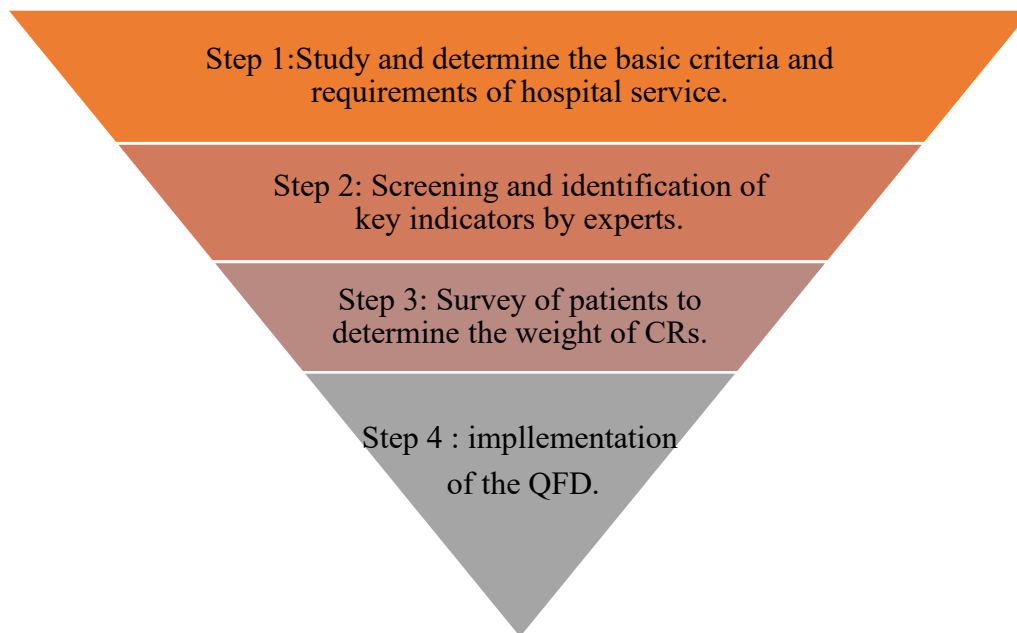 Step 1:Study and determine the basic criteria and
requirements of hospital service.
Step 2: Screening and identification of
key indicators by experts.
Step 3: Survey of patients to
determine the weight of CRs.
Step 4 : impllementation
of the QFD.